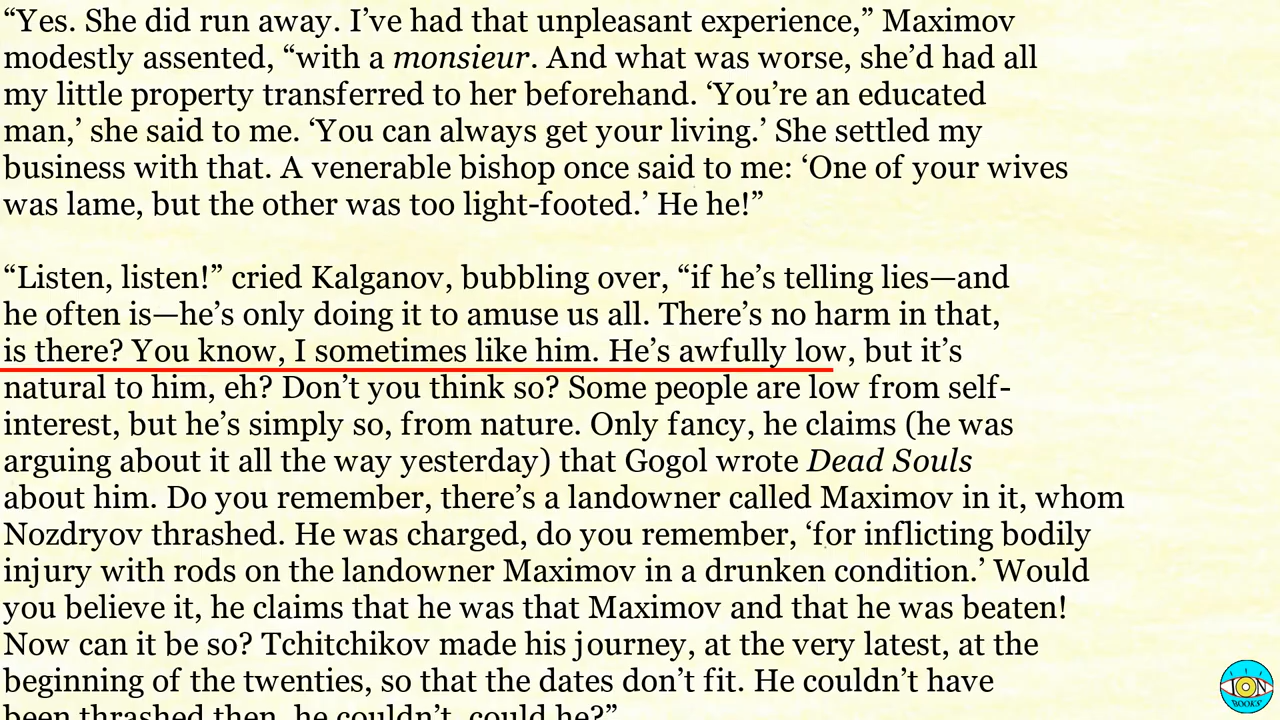 “Yes. She did run away. I’ve had that unpleasant experience,” Maximov
modestly assented, “with a monsieur. And what was worse, she’d had all
my little property transferred to her beforehand. ‘You’re an educated
man,’ she said to me. ‘You can always get your living.’ She settled my
business with that. A venerable bishop once said to me: ‘One of your wives
was lame, but the other was too light-footed.’ He he!”
“Listen, listen!” cried Kalganov, bubbling over, “if he’s telling lies—and
he often is—he’s only doing it to amuse us all. There’s no harm in that,
is there? You know, I sometimes like him. He’s awfully low, but it’s
natural to him, eh? Don’t you think so? Some people are low from self-
interest, but he’s simply so, from nature. Only fancy, he claims (he was
arguing about it all the way yesterday) that Gogol wrote Dead Souls
about him. Do you remember, there’s a landowner called Maximov in it, whom
Nozdryov thrashed. He was charged, do you remember, ‘for inflicting bodily
injury with rods on the landowner Maximov in a drunken condition.’ Would
you believe it, he claims that he was that Maximov and that he was beaten!
Now can it be so? Tchitchikov made his journey, at the very latest, at the
beginning of the twenties, so that the dates don’t fit. He couldn’t have
been thrashed then, he couldn’t, could he?”
ION
BOOKS